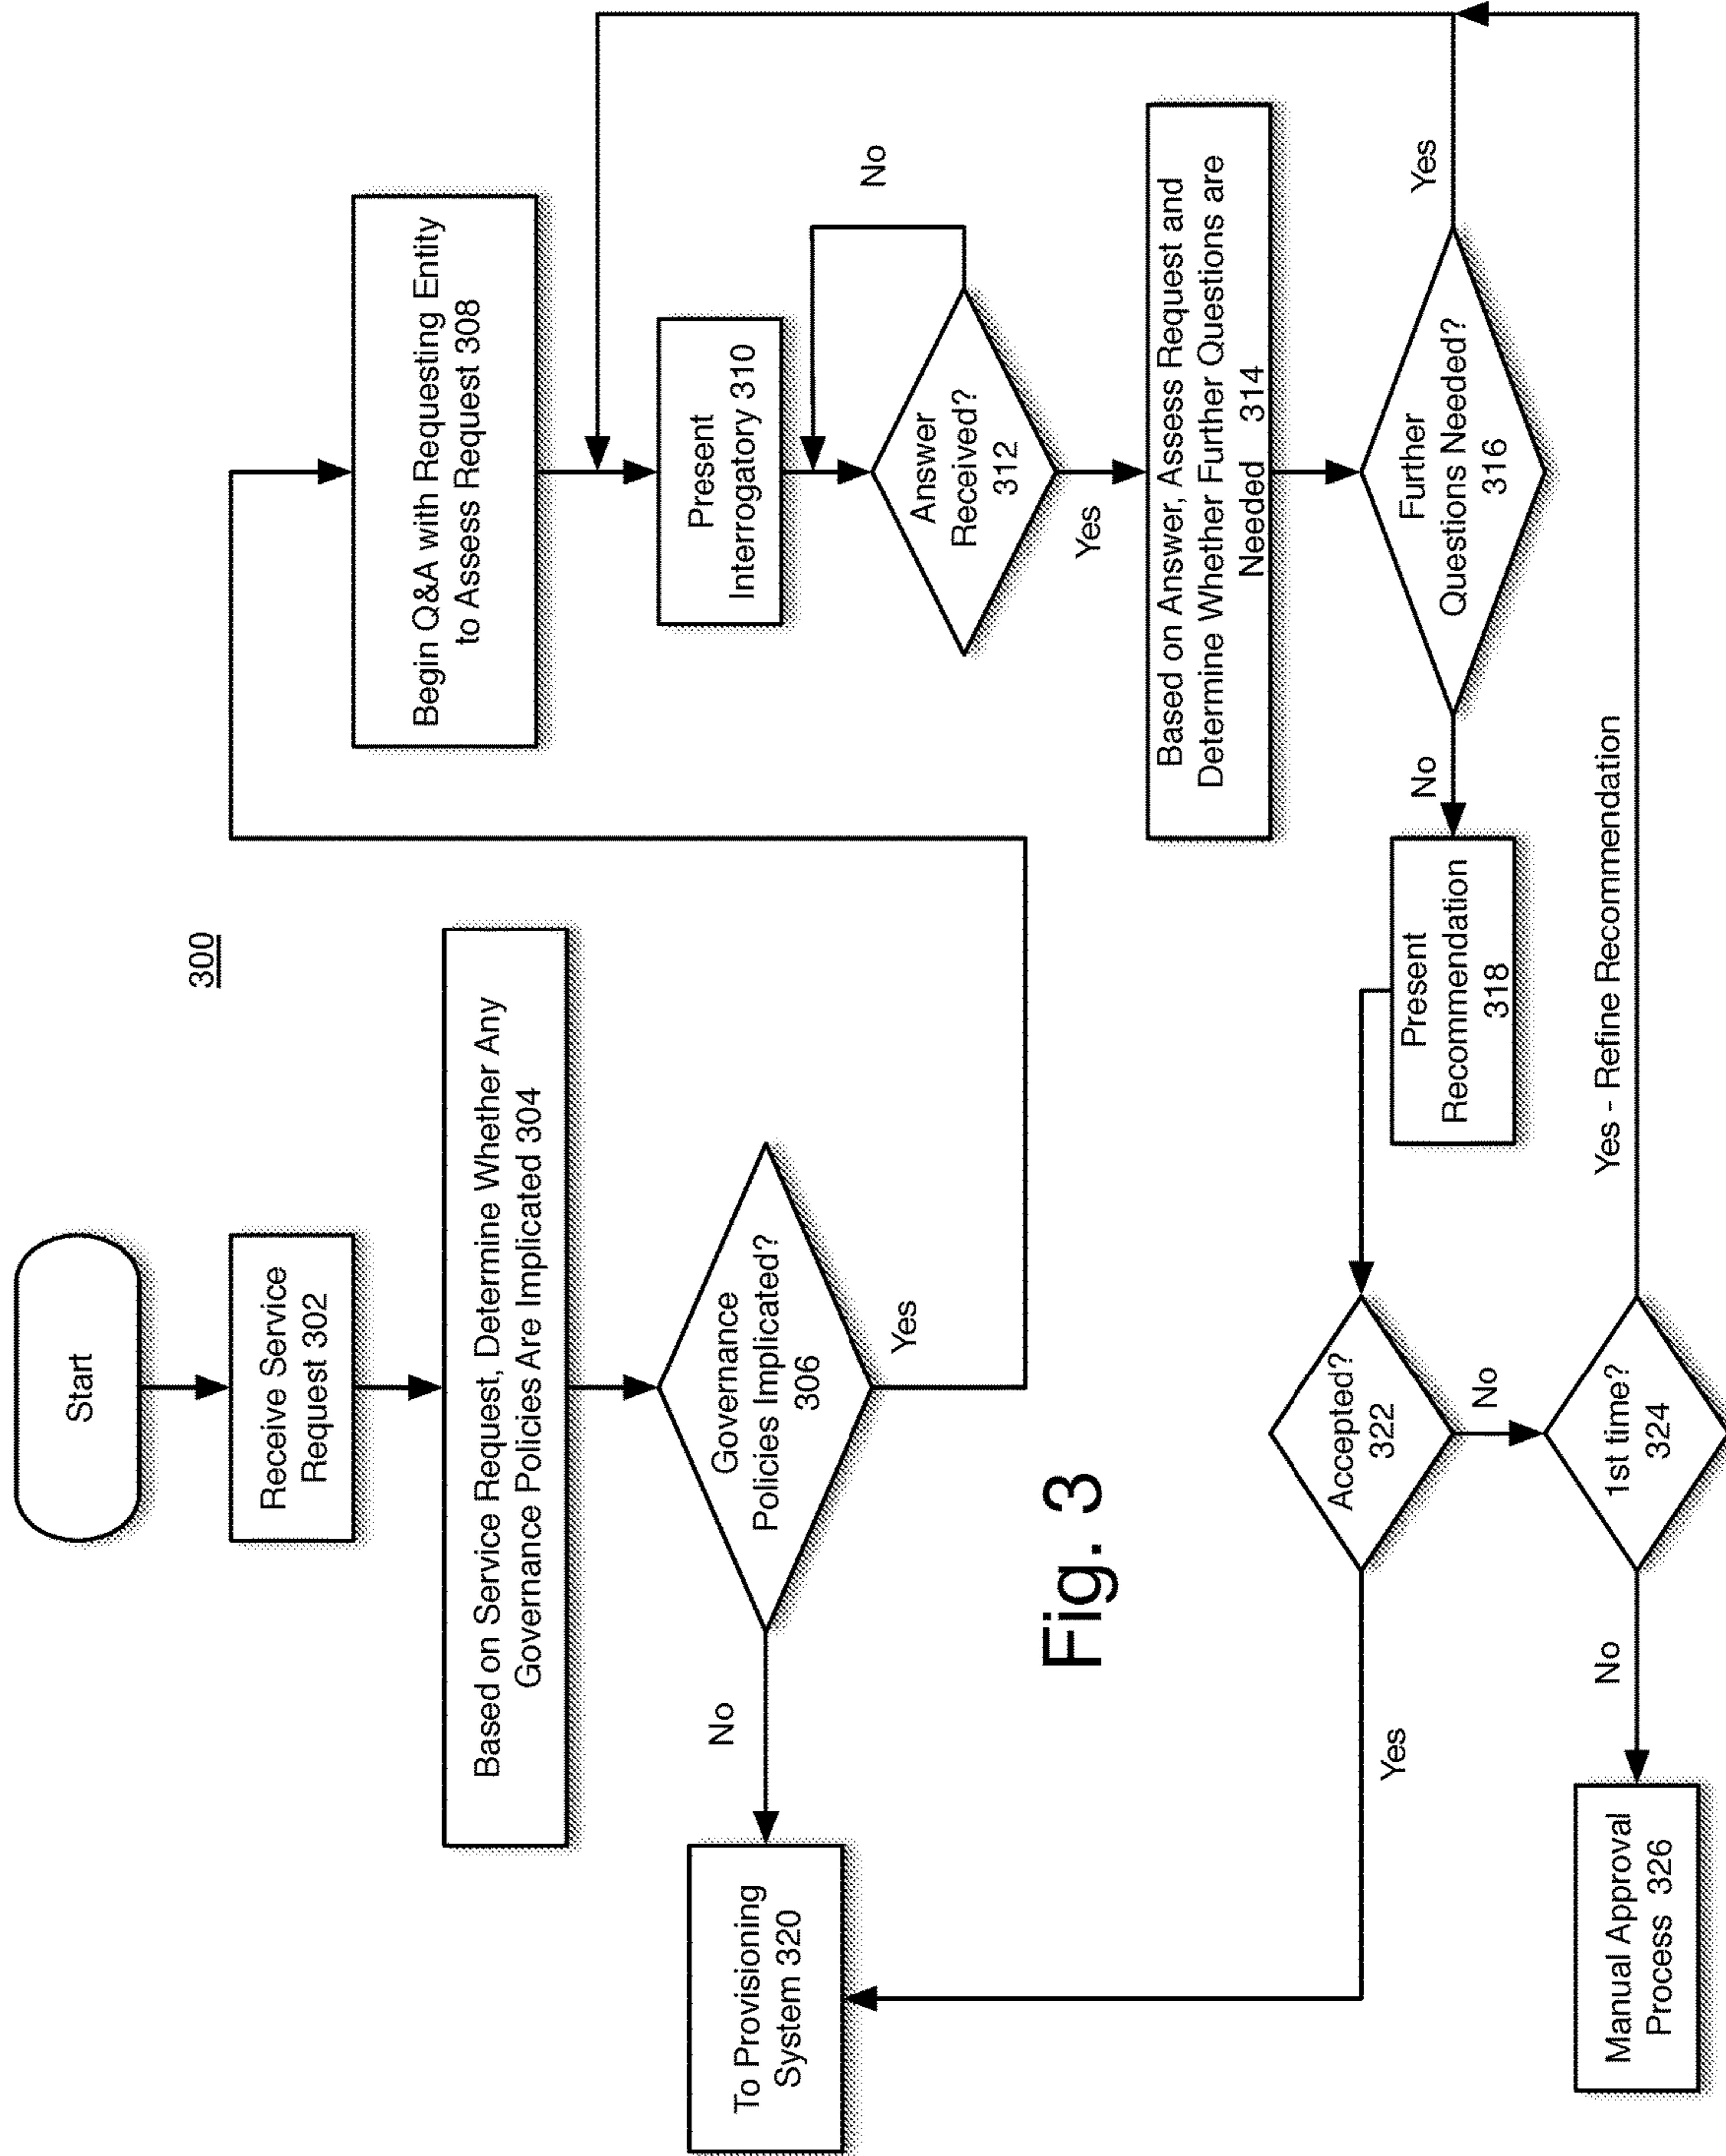 300
Start
Receive Service
Request 302
Based on Service Request, Determine Whether Any
Governance Policies Are Implicated 304
Governance
Policies Implicated?
306
No
Yes
To Provisioning
System 320
Begin Q&A with Requesting Entity
to Assess Request 308
Present
Interrogatory 310
Answer
Received?
312
No
Yes
Based on Answer, Assess Request and
Determine Whether Further Questions are
Needed 314
Further
Questions Needed?
316
Yes
No
Present
Recommendation
318
Accepted?
322
Yes
No
1st time?
324
Yes - Refine Recommendation
No
Manual Approval
Process 326
Fig. 3